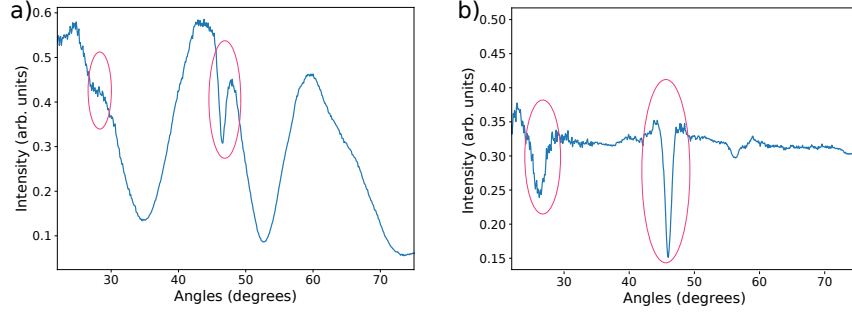 a)
0.6
0.5
0.4
0.3
0.2
0.1
Intensity (arb. units)
30 40 50 60 70
Angles (degrees)
b)
0.50
0.45
0.40
0.35
0.30
0.25
0.20
0.15
Intensity (arb. units)
30 40 50 60 70
Angles (degrees)